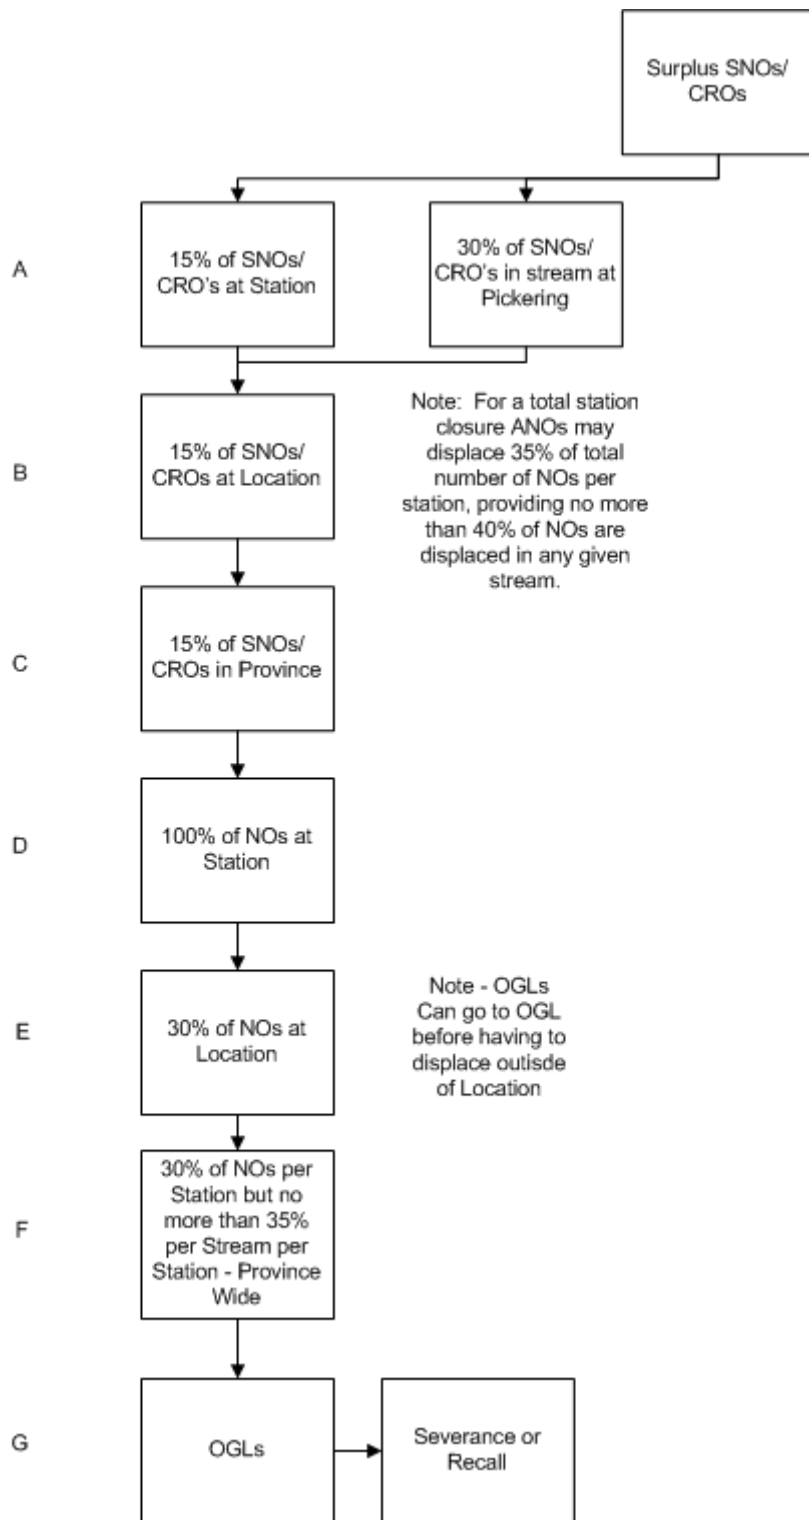 Surplus SNOs/
CROs
A
15% of SNOs/
CRO's at Station
30% of SNOs/
CRO's in stream at
Pickering
B
15% of SNOs/
CROs at Location
Note: For a total station
closure ANOs may
displace 35% of total
number of NOs per
station, providing no more
than 40% of NOs are
displaced in any given
stream.
C
15% of SNOs/
CROs in Province
D
100% of NOs at
Station
E
30% of NOs at
Location
Note - OGLs
Can go to OGL
before having to
displace outisde
of Location
F
30% of NOs per
Station but no
more than 35%
per Stream per
Station - Province
Wide
G
OGLs
Severance or
Recall